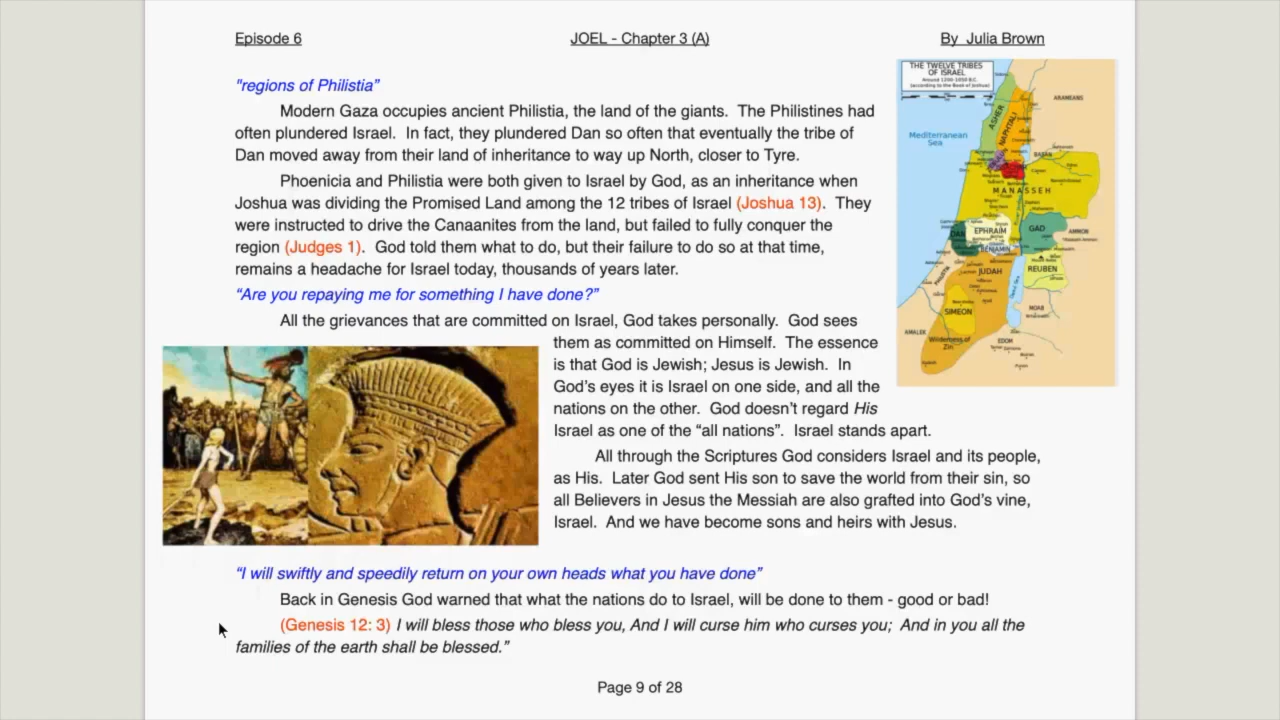 Episode 6
JOEL - Chapter 3 (A)
By  Julia Brown
"regions of Philistia”
Modern Gaza occupies ancient Philistia, the land of the giants.  The Philistines had
often plundered Israel.  In fact, they plundered Dan so often that eventually the tribe of
Dan moved away from their land of inheritance to way up North, closer to Tyre.
Phoenicia and Philistia were both given to Israel by God, as an inheritance when
Joshua was dividing the Promised Land among the 12 tribes of Israel (Joshua 13).  They
were instructed to drive the Canaanites from the land, but failed to fully conquer the
region (Judges 1).  God told them what to do, but their failure to do so at that time,
remains a headache for Israel today, thousands of years later.
“Are you repaying me for something I have done?”
All the grievances that are committed on Israel, God takes personally.  God sees
them as committed on Himself.  The essence
is that God is Jewish; Jesus is Jewish.  In
God’s eyes it is Israel on one side, and all the
nations on the other.  God doesn’t regard His
Israel as one of the “all nations”.  Israel stands apart.
All through the Scriptures God considers Israel and its people,
as His.  Later God sent His son to save the world from their sin, so
all Believers in Jesus the Messiah are also grafted into God’s vine,
Israel.  And we have become sons and heirs with Jesus.
“I will swiftly and speedily return on your own heads what you have done”
Back in Genesis God warned that what the nations do to Israel, will be done to them - good or bad!
(Genesis 12: 3) I will bless those who bless you, And I will curse him who curses you;  And in you all the
families of the earth shall be blessed.”
Page 9 of 28
THE TWELVE TRIBES
OF ISRAEL
Around 1200-1050 B.C.
(according to the Book of Joshua)
ARAMEANS
ASHER
NAPHTALI
Mediterranean
Sea
BASAN
MANASSEH
DAN
EPHRAIM
GAD
AMMON
BENJAMIN
REUBEN
JUDAH
MOAB
SIMEON
AMALEK
Wilderness of
Zin
EDOM